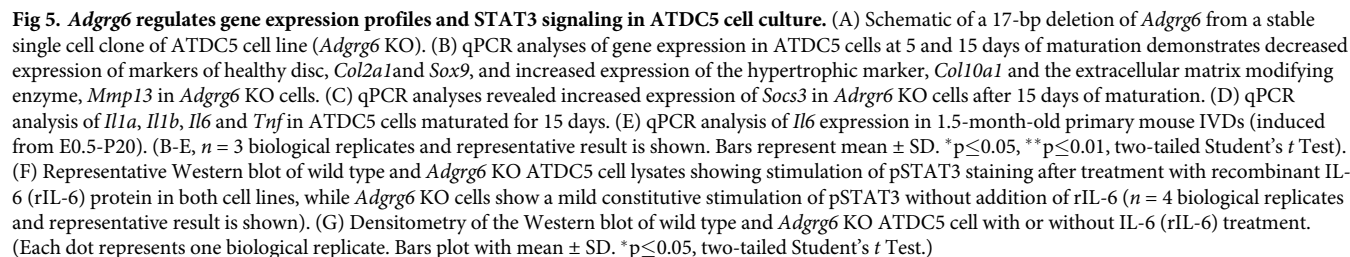 Fig 5. Adgrg6 regulates gene expression profiles and STAT3 signaling in ATDC5 cell culture. (A) Schematic of a 17-bp deletion of Adgrg6 from a stable
single cell clone of ATDC5 cell line (Adgrg6 KO). (B) qPCR analyses of gene expression in ATDC5 cells at 5 and 15 days of maturation demonstrates decreased
expression of markers of healthy disc, Col2a1and Sox9, and increased expression of the hypertrophic marker, Col10a1 and the extracellular matrix modifying
enzyme, Mmp13 in Adgrg6 KO cells. (C) qPCR analyses revealed increased expression of Socs3 in Adrgr6 KO cells after 15 days of maturation. (D) qPCR
analysis of Il1a, Il1b, Il6 and Tnf in ATDC5 cells maturated for 15 days. (E) qPCR analysis of Il6 expression in 1.5-month-old primary mouse IVDs (induced
from E0.5-P20). (B-E, n = 3 biological replicates and representative result is shown. Bars represent mean ± SD. *p≤0.05, **p≤0.01, two-tailed Student's t Test).
(F) Representative Western blot of wild type and Adgrg6 KO ATDC5 cell lysates showing stimulation of pSTAT3 staining after treatment with recombinant IL-
6 (rIL-6) protein in both cell lines, while Adgrg6 KO cells show a mild constitutive stimulation of pSTAT3 without addition of rIL-6 (n = 4 biological replicates
and representative result is shown). (G) Densitometry of the Western blot of wild type and Adgrg6 KO ATDC5 cell with or without IL-6 (rIL-6) treatment.
(Each dot represents one biological replicate. Bars plot with mean ± SD. *p≤0.05, two-tailed Student's t Test.)